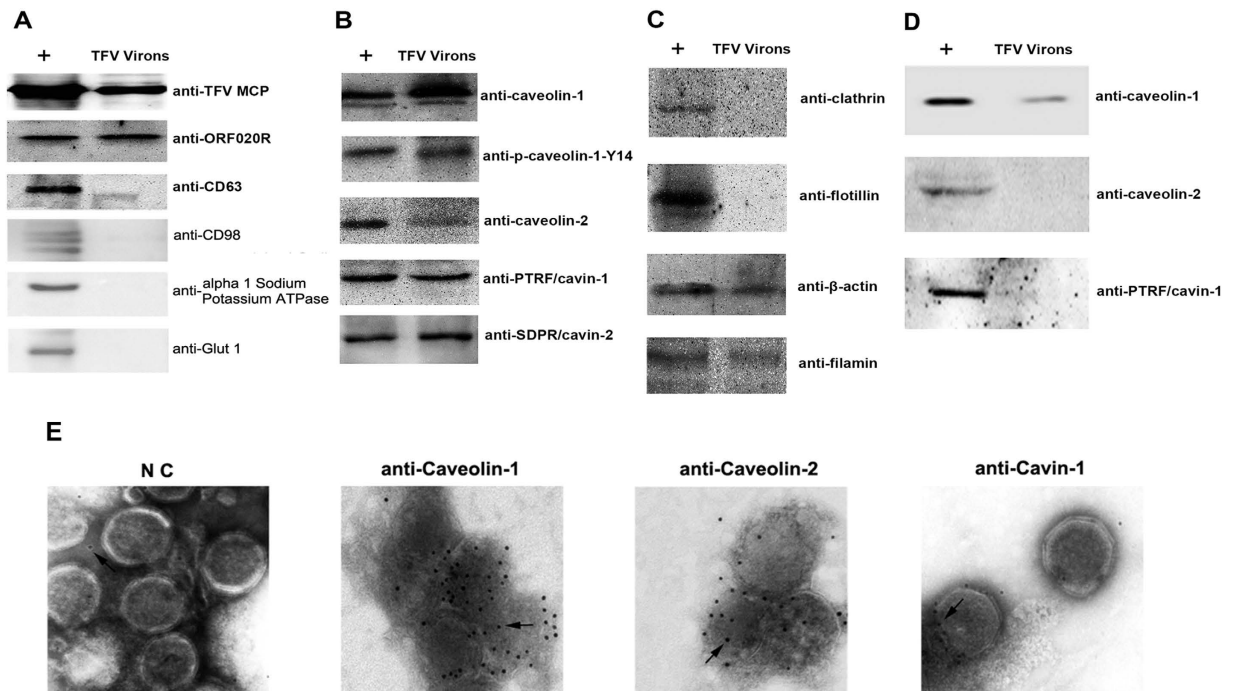 A
+ TFV Virons
anti-TFV MCP
anti-ORF020R
anti-CD63
anti-CD98
anti-alpha 1 Sodium
Potassium ATPase
anti-Glut 1
B
+ TFV Virons
anti-caveolin-1
anti-p-caveolin-1-Y14
anti-caveolin-2
anti-PTRF/cavin-1
anti-SDPR/cavin-2
C
+ TFV Virons
anti-clathrin
anti-flotillin
anti-β-actin
anti-filamin
D
+ TFV Virons
anti-caveolin-1
anti-caveolin-2
anti-PTRF/cavin-1
E
N C
anti-Caveolin-1
anti-Caveolin-2
anti-Cavin-1